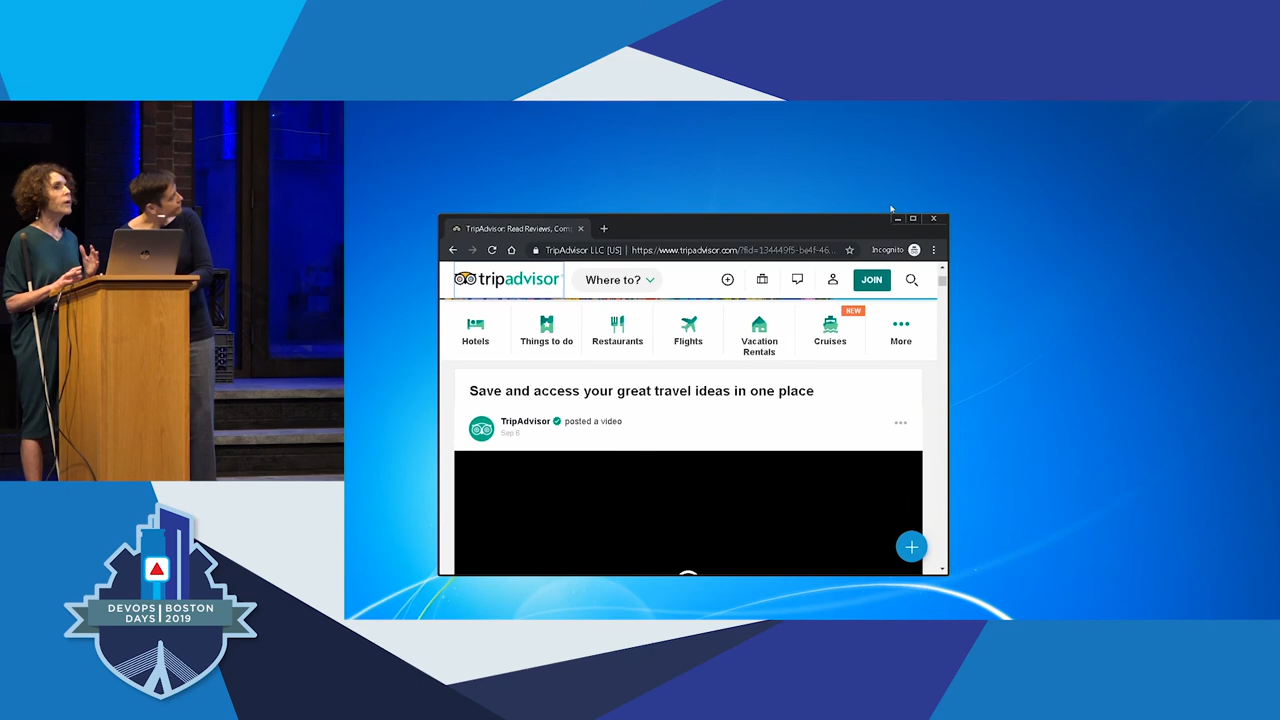 TripAdvisor: Read Reviews, Com
TripAdvisor LLC [US] | https://www.tripadvisor.com/?fid=134449f5-be4f-46...
Incognito
tripadvisor
Where to?
JOIN
NEW
Hotels
Things to do
Restaurants
Flights
Vacation
Rentals
Cruises
More
Save and access your great travel ideas in one place
TripAdvisor posted a video
Sep 6
DEVOPS BOSTON
DAYS 2019